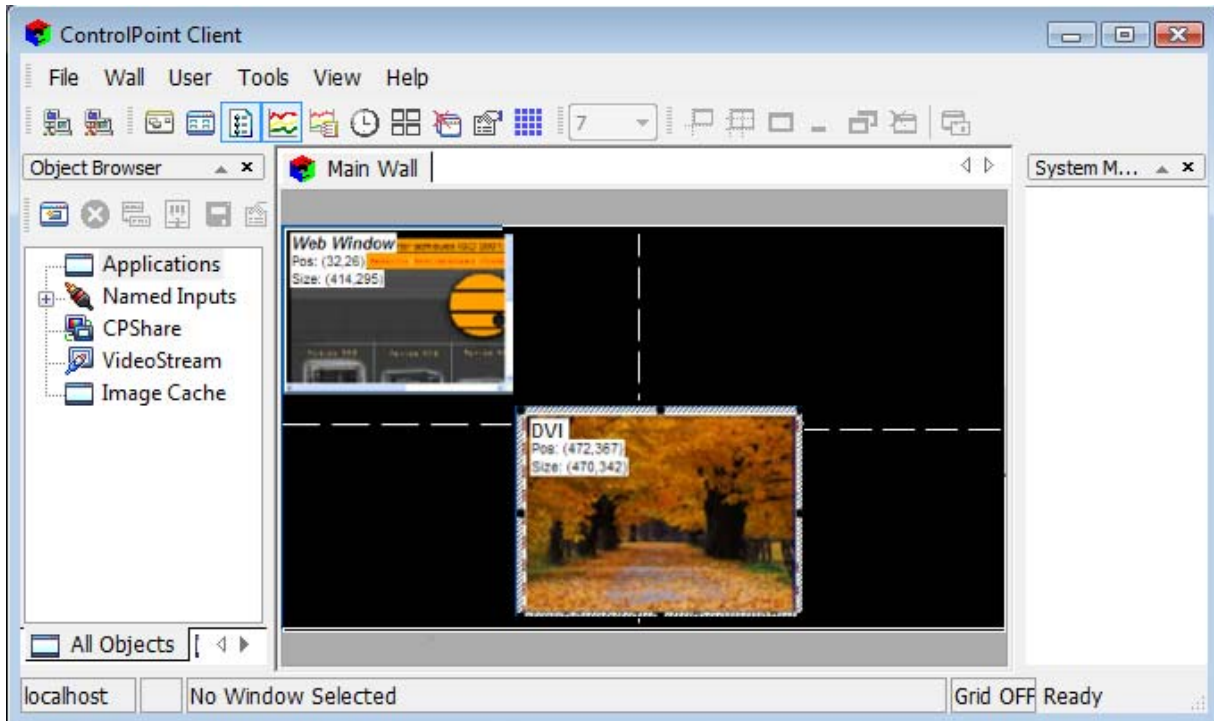 ControlPoint Client
File Wall User Tools View Help
7
Object Browser
Main Wall
System M...
Applications
Named Inputs
CPShare
VideoStream
Image Cache
Web Window
Pos: (32,26)
Size: (414,295)
DVI
Pos: (472,367)
Size: (470,342)
All Objects
localhost
No Window Selected
Grid OFF
Ready